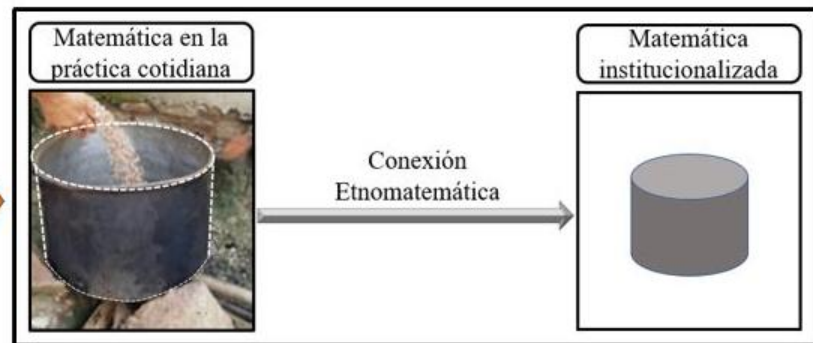 Matemática en la
práctica cotidiana
Conexión
Etnomatemática
Matemática
institucionalizada